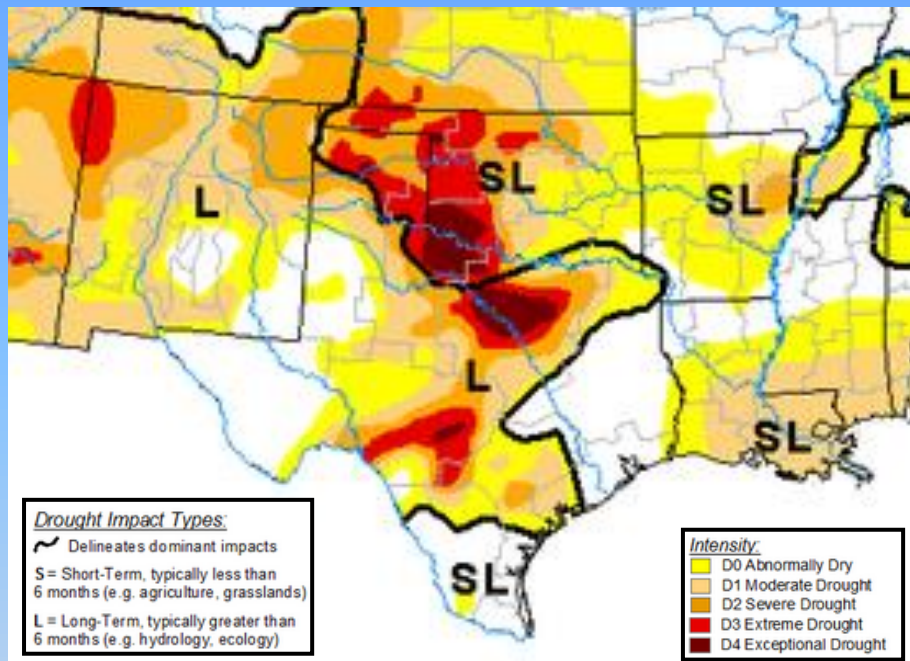 L
L
SL
SL
L
SL
SL
Drought Impact Types:
Delineates dominant impacts
S = Short-Term, typically less than
6 months (e.g. agriculture, grasslands)
L = Long-Term, typically greater than
6 months (e.g. hydrology, ecology)
Intensity:
D0 Abnormally Dry
D1 Moderate Drought
D2 Severe Drought
D3 Extreme Drought
D4 Exceptional Drought